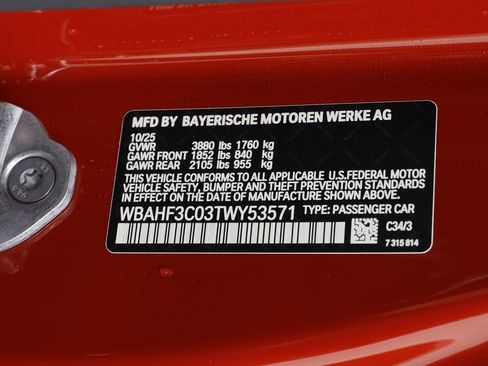 MFD BY BAYERISCHE MOTOREN WERKE AG
10/25
GVWR 3880 lbs 1760 kg
GAWR FRONT 1852 lbs 840 kg
GAWR REAR 2105 lbs 955 kg
THIS VEHICLE CONFORMS TO ALL APPLICABLE U.S.FEDERAL MOTOR
VEHICLE SAFETY, BUMPER, AND THEFT
PREVENTION STANDARDS IN EFFECT ON THE DATE
OF MANUFACTURE SHOWN ABOVE.
WBAHF3C03TWY53571 TYPE: PASSENGER CAR
C34/3
7 315 814